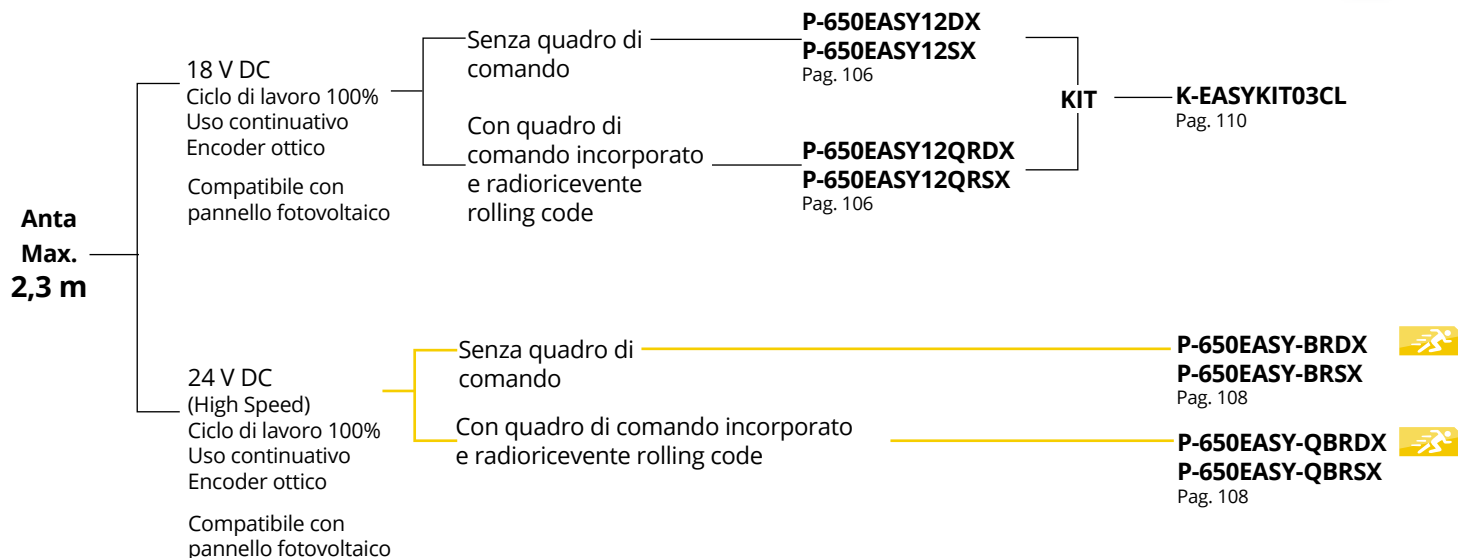 Anta
Max.
2,3 m
18 V DC
Ciclo di lavoro 100%
Uso continuativo
Encoder ottico
Compatibile con
pannello fotovoltaico
Senza quadro di
comando
P-650EASY12DX
P-650EASY12SX
Pag. 106
Con quadro di
comando incorporato
e radioricevente
rolling code
P-650EASY12QRDX
P-650EASY12QRSX
Pag. 106
KIT
K-EASYKIT03CL
Pag. 110
24 V DC
(High Speed)
Ciclo di lavoro 100%
Uso continuativo
Encoder ottico
Compatibile con
pannello fotovoltaico
Senza quadro di
comando
P-650EASY-BRDX
P-650EASY-BRSX
Pag. 108
Con quadro di comando incorporato
e radioricevente rolling code
P-650EASY-QBRDX
P-650EASY-QBRSX
Pag. 108